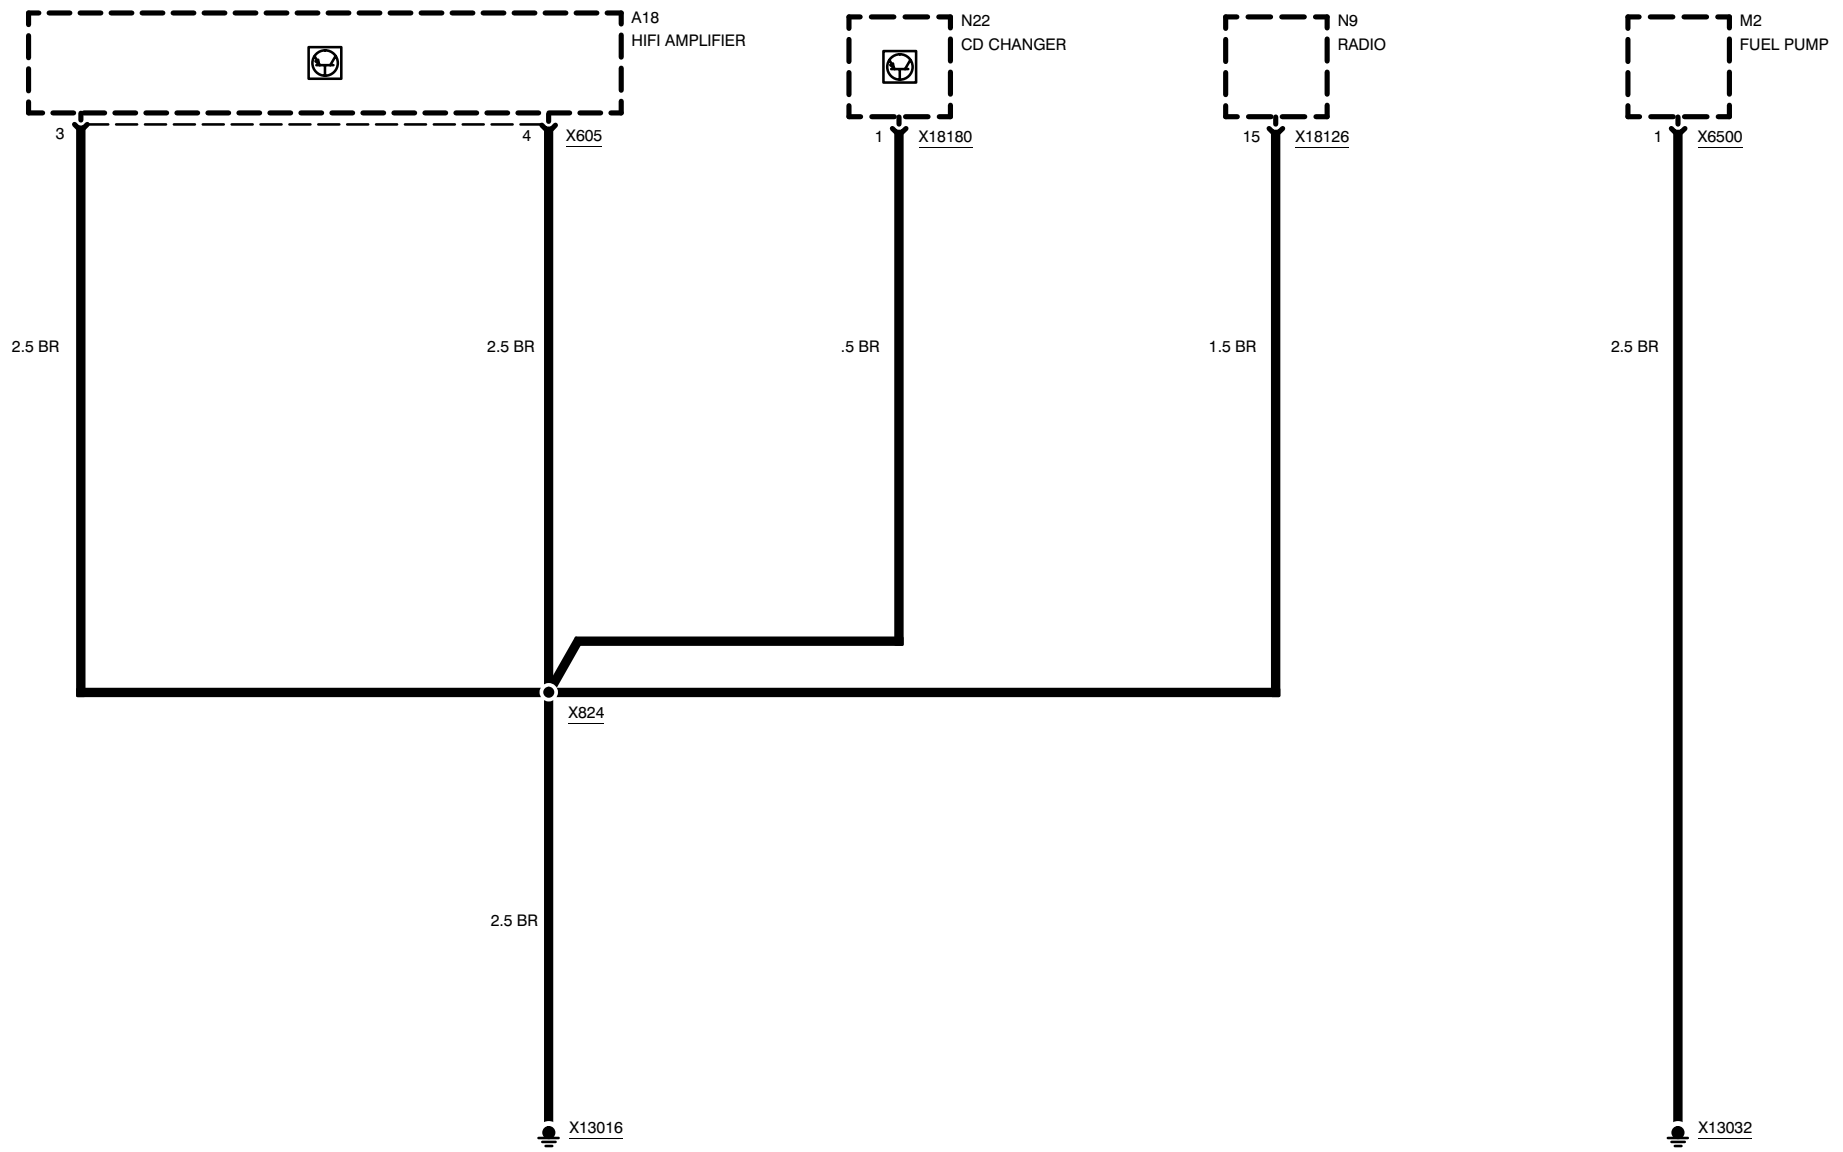 A18
HIFI AMPLIFIER
N22
CD CHANGER
N9
RADIO
M2
FUEL PUMP
3
4
X605
1
X18180
15
X18126
1
X6500
2.5 BR
2.5 BR
.5 BR
1.5 BR
2.5 BR
X824
2.5 BR
X13016
X13032